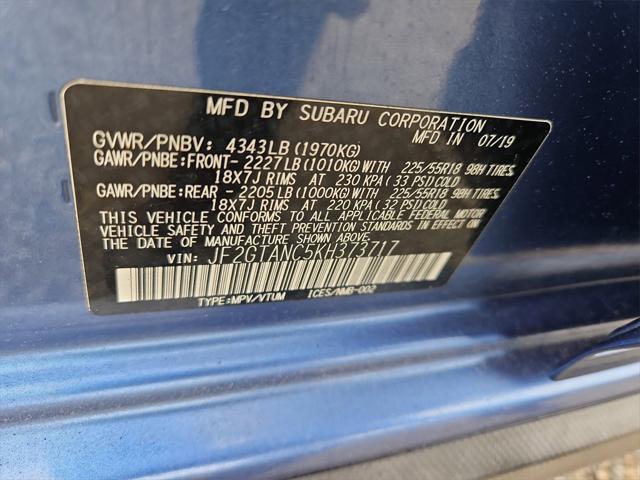 MFD BY SUBARU CORPORATION
GVWR/PNBV: 4343LB (1970KG) MFD IN 07/19
GAWR/PNBE:FRONT- 2227LB (1010KG) WITH 225/55R18 98H TIRES,
18X7J RIMS AT 230 KPA (33 PSI) COLD
GAWR/PNBE:REAR - 2205LB (1000KG) WITH 225/55R18 98H TIRES,
18X7J RIMS AT 220 KPA (32 PSI) COLD
THIS VEHICLE CONFORMS TO ALL APPLICABLE FEDERAL MOTOR
VEHICLE SAFETY AND THEFT PREVENTION STANDARDS IN EFFECT ON
THE DATE OF MANUFACTURE SHOWN ABOVE.
VIN: JF2GTANC5KH373717
TYPE:MPV/VTUM ICES/NMB-002